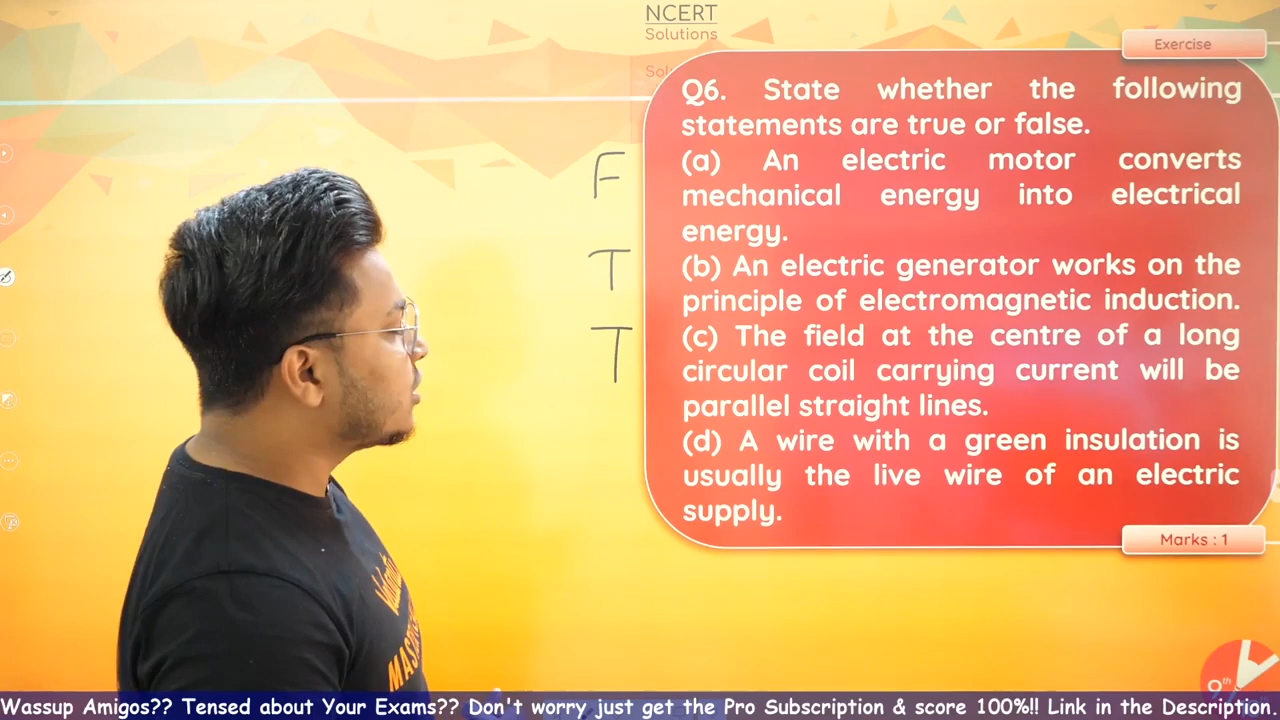 NCERT
Solutions
Exercise
Q6. State whether the following
statements are true or false.
F
(a) An electric motor converts
mechanical energy into electrical
energy.
T
(b) An electric generator works on the
principle of electromagnetic induction.
T
(c) The field at the centre of a long
circular coil carrying current will be
parallel straight lines.
(d) A wire with a green insulation is
usually the live wire of an electric
supply.
Marks : 1
9th
Wassup Amigos?? Tensed about Your Exams?? Don't worry just get the Pro Subscription & score 100%!! Link in the Description.